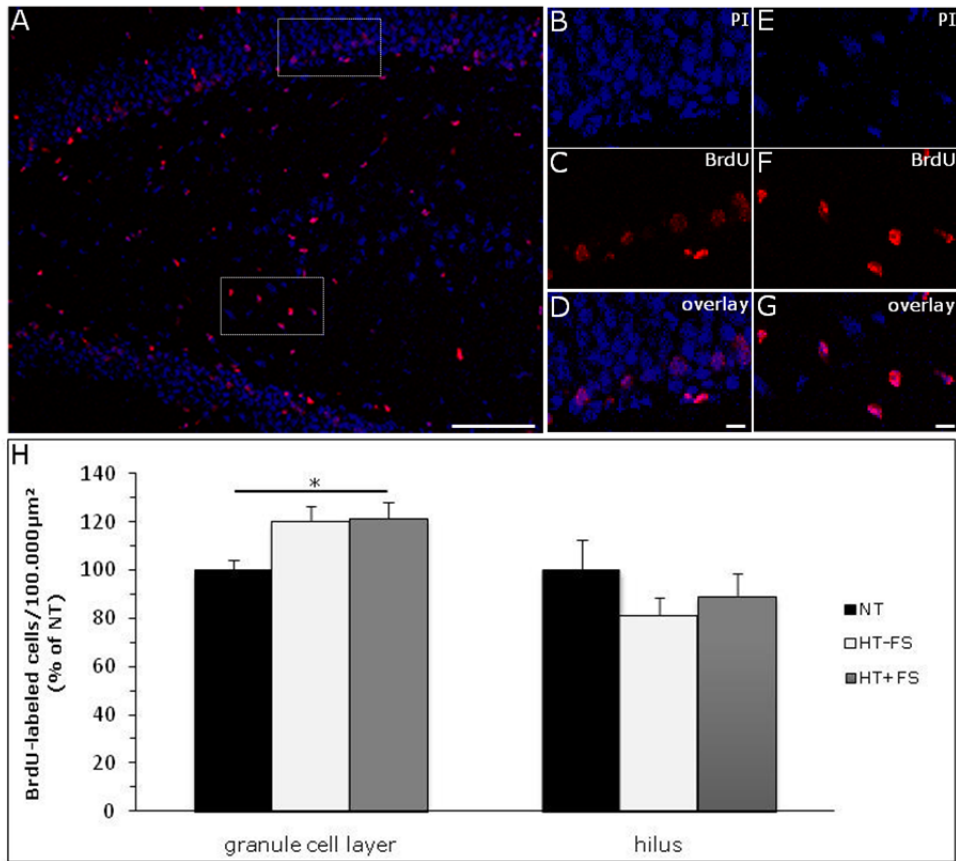 A
B PI
E PI
C BrdU
F BrdU
D overlay
G overlay
H
BrdU-labeled cells/100.000µm²
(% of NT)
140
120
100
80
60
40
20
0
*
granule cell layer
hilus
NT
HT-FS
HT+FS